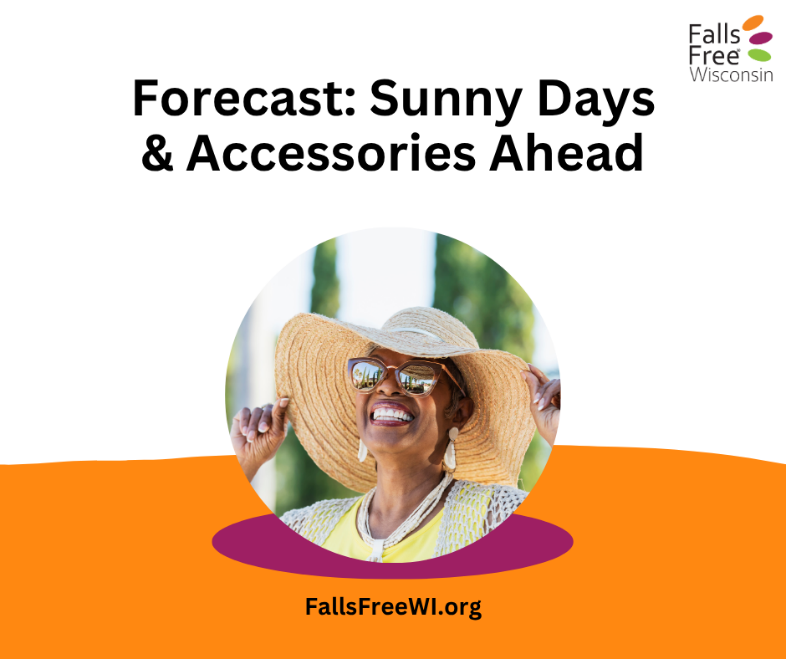 Falls
Free®
Wisconsin
Forecast: Sunny Days
& Accessories Ahead
FallsFreeWI.org